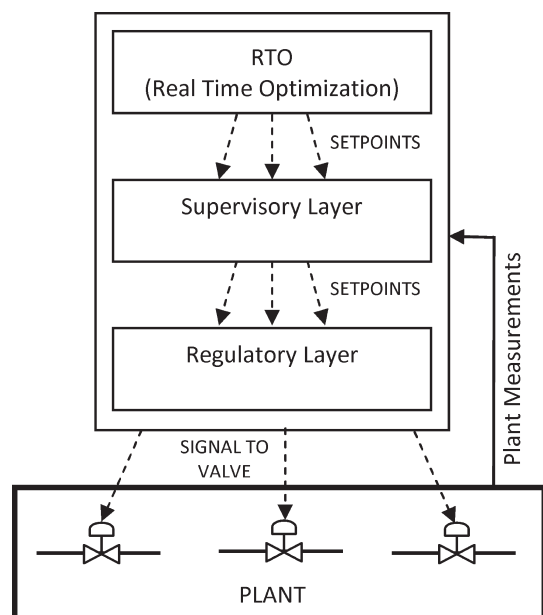 RTO
(Real Time Optimization)
SETPOINTS
Supervisory Layer
SETPOINTS
Regulatory Layer
Plant Measurements
SIGNAL TO
VALVE
PLANT